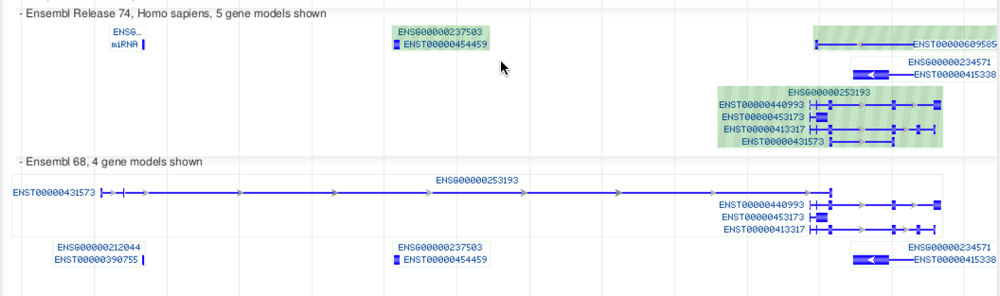 - Ensembl Release 74, Homo sapiens, 5 gene models shown
ENSG...
miRNA
ENSG00000237503
ENST00000454459
ENST00000609585
ENSG00000234571
ENST00000415338
ENSG00000253193
ENST00000440993
ENST00000453173
ENST00000413317
ENST00000431573
- Ensembl 68, 4 gene models shown
ENSG00000253193
ENST00000431573
ENST00000440993
ENST00000453173
ENST00000413317
ENSG00000212044
ENST00000390755
ENSG00000237503
ENST00000454459
ENSG00000234571
ENST00000415338